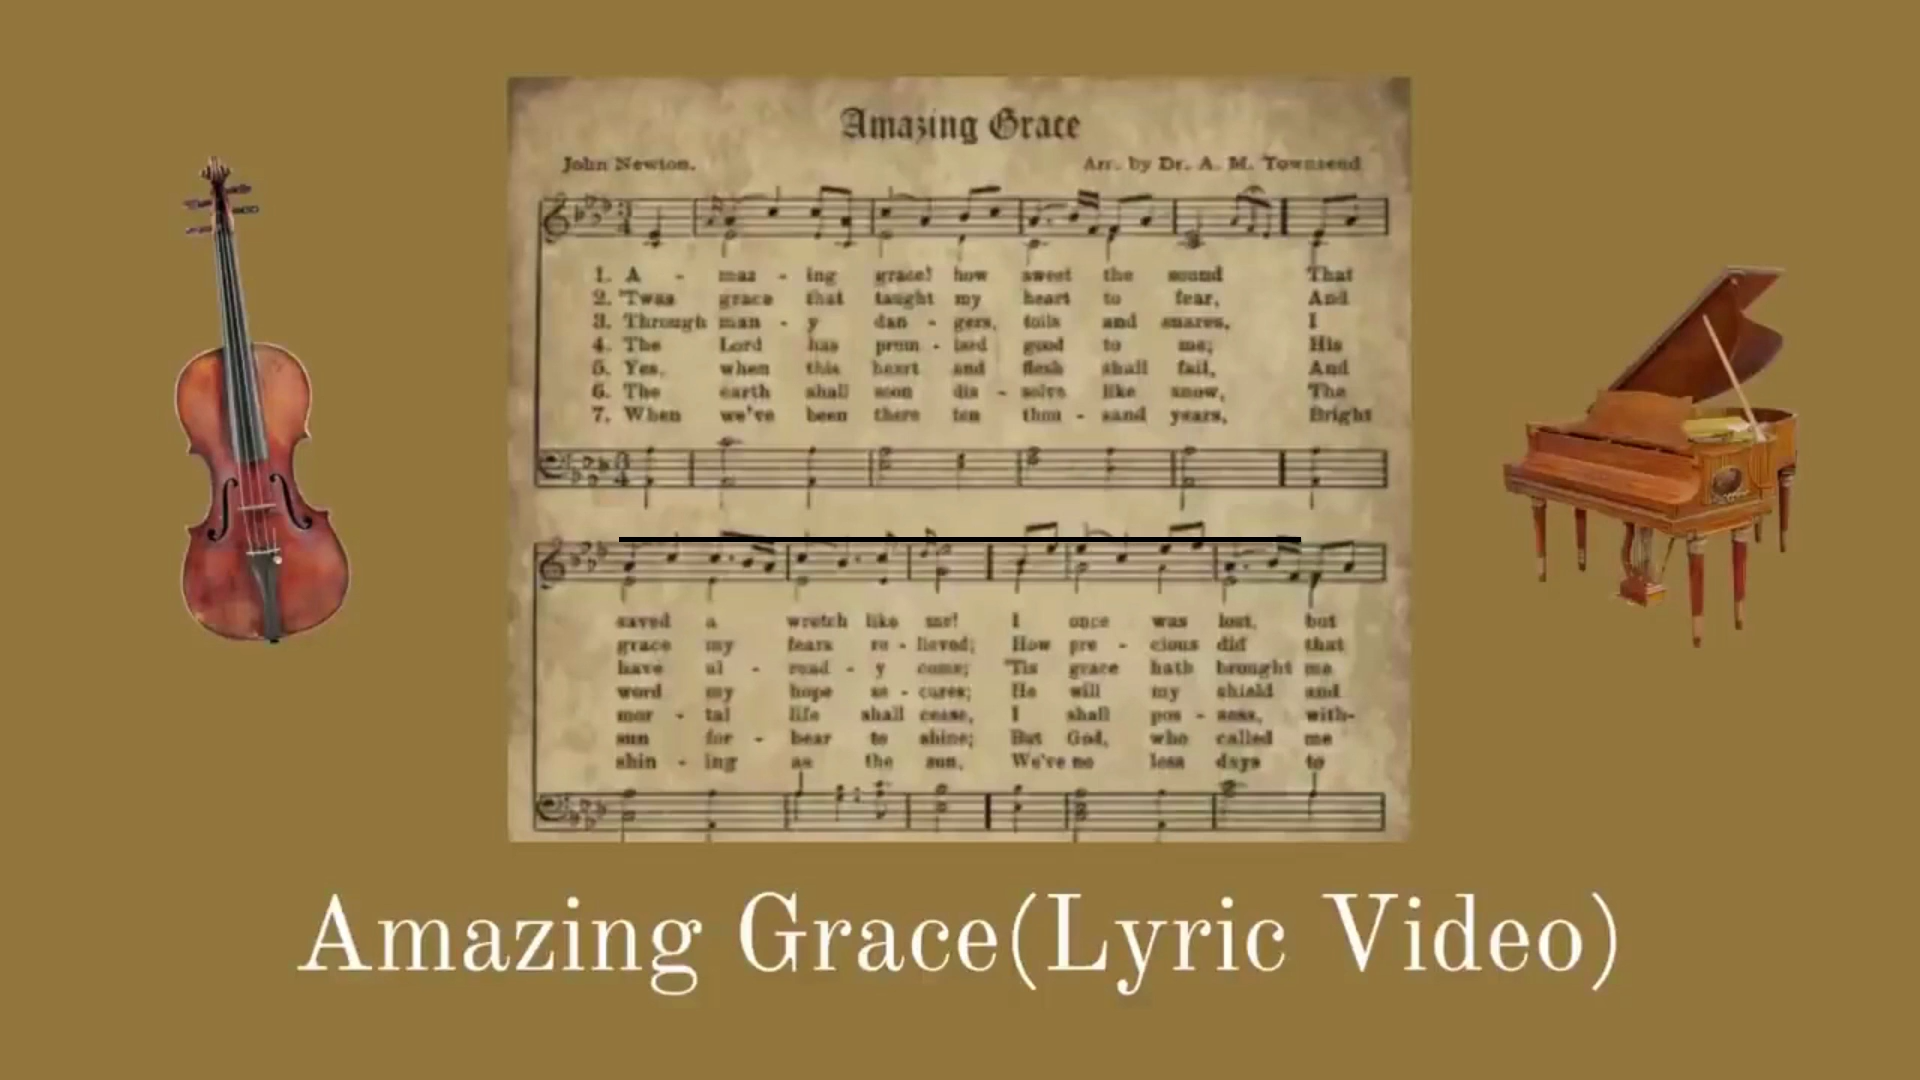 Amazing Grace
John Newton. Arr. by Dr. A. M. Townsend
1. A - maz - ing grace! how sweet the sound That
2. 'Twas grace that taught my heart to fear, And
3. Through man - y dan - gers, toils and snares, I
4. The Lord has prom - ised good to me; His
5. Yes, when this heart and flesh shall fail, And
6. The earth shall soon dis - solve like snow, The
7. When we've been there ten thou - sand years, Bright
saved a wretch like me! I once was lost, but
grace my fears re - lieved; How pre - cious did that
have al - read - y come; 'Tis grace hath brought me
word my hope se - cures; He will my shield and
mor - tal life shall cease, I shall pos - sess, with-
sun for - bear to shine; But God, who called me
shin - ing as the sun, We've no less days to
Amazing Grace(Lyric Video)